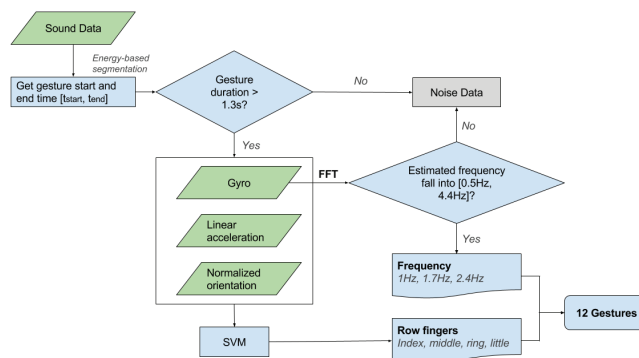 Sound Data
Energy-based
segmentation
Get gesture start and
end time [tstart, tend]
Gesture
duration >
1.3s?
No
Noise Data
No
Yes
Gyro
FFT
Estimated frequency
fall into [0.5Hz,
4.4Hz]?
Linear
acceleration
Yes
Normalized
orientation
Frequency
1Hz, 1.7Hz, 2.4Hz
12 Gestures
SVM
Row fingers
Index, middle, ring, little